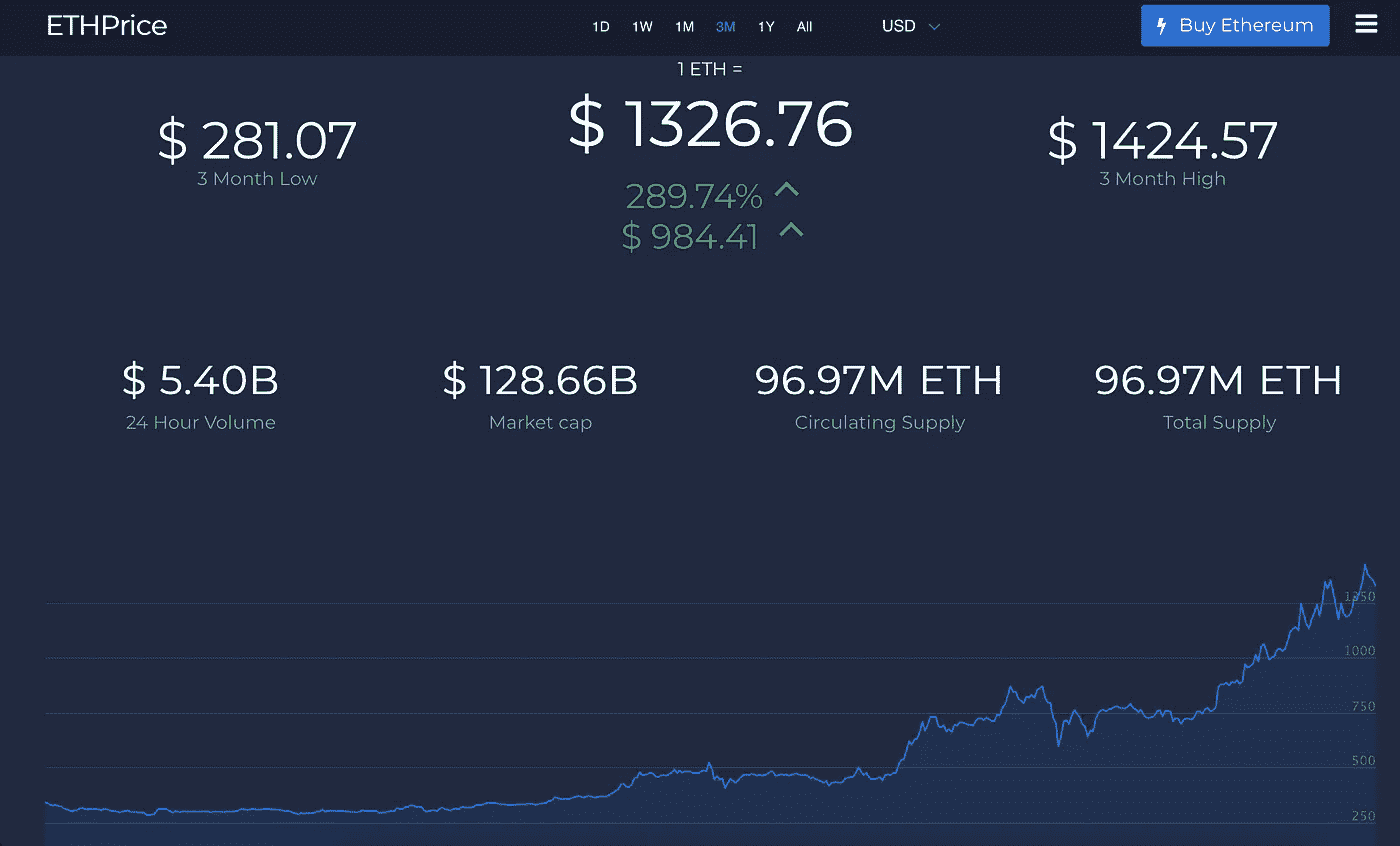 ETHPrice 1D 1W 1M 3M 1Y All USD Buy Ethereum
1 ETH =
$ 281.07 $ 1326.76 $ 1424.57
3 Month Low 3 Month High
289.74%
$ 984.41
$ 5.40B $ 128.66B 96.97M ETH 96.97M ETH
24 Hour Volume Market cap Circulating Supply Total Supply
1250
1000
750
500
250